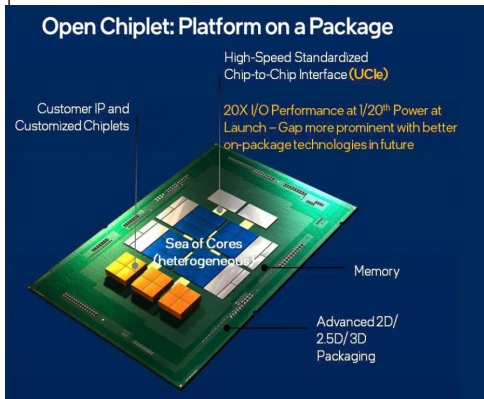 Open Chiplet: Platform on a Package
High-Speed Standardized
Chip-to-Chip Interface (UCIe)
Customer IP and
Customized Chiplets
20X I/O Performance at 1/20th Power at
Launch – Gap more prominent with better
on-package technologies in future
Sea of Cores
(heterogeneous)
Memory
Advanced 2D/
2.5D/3D
Packaging